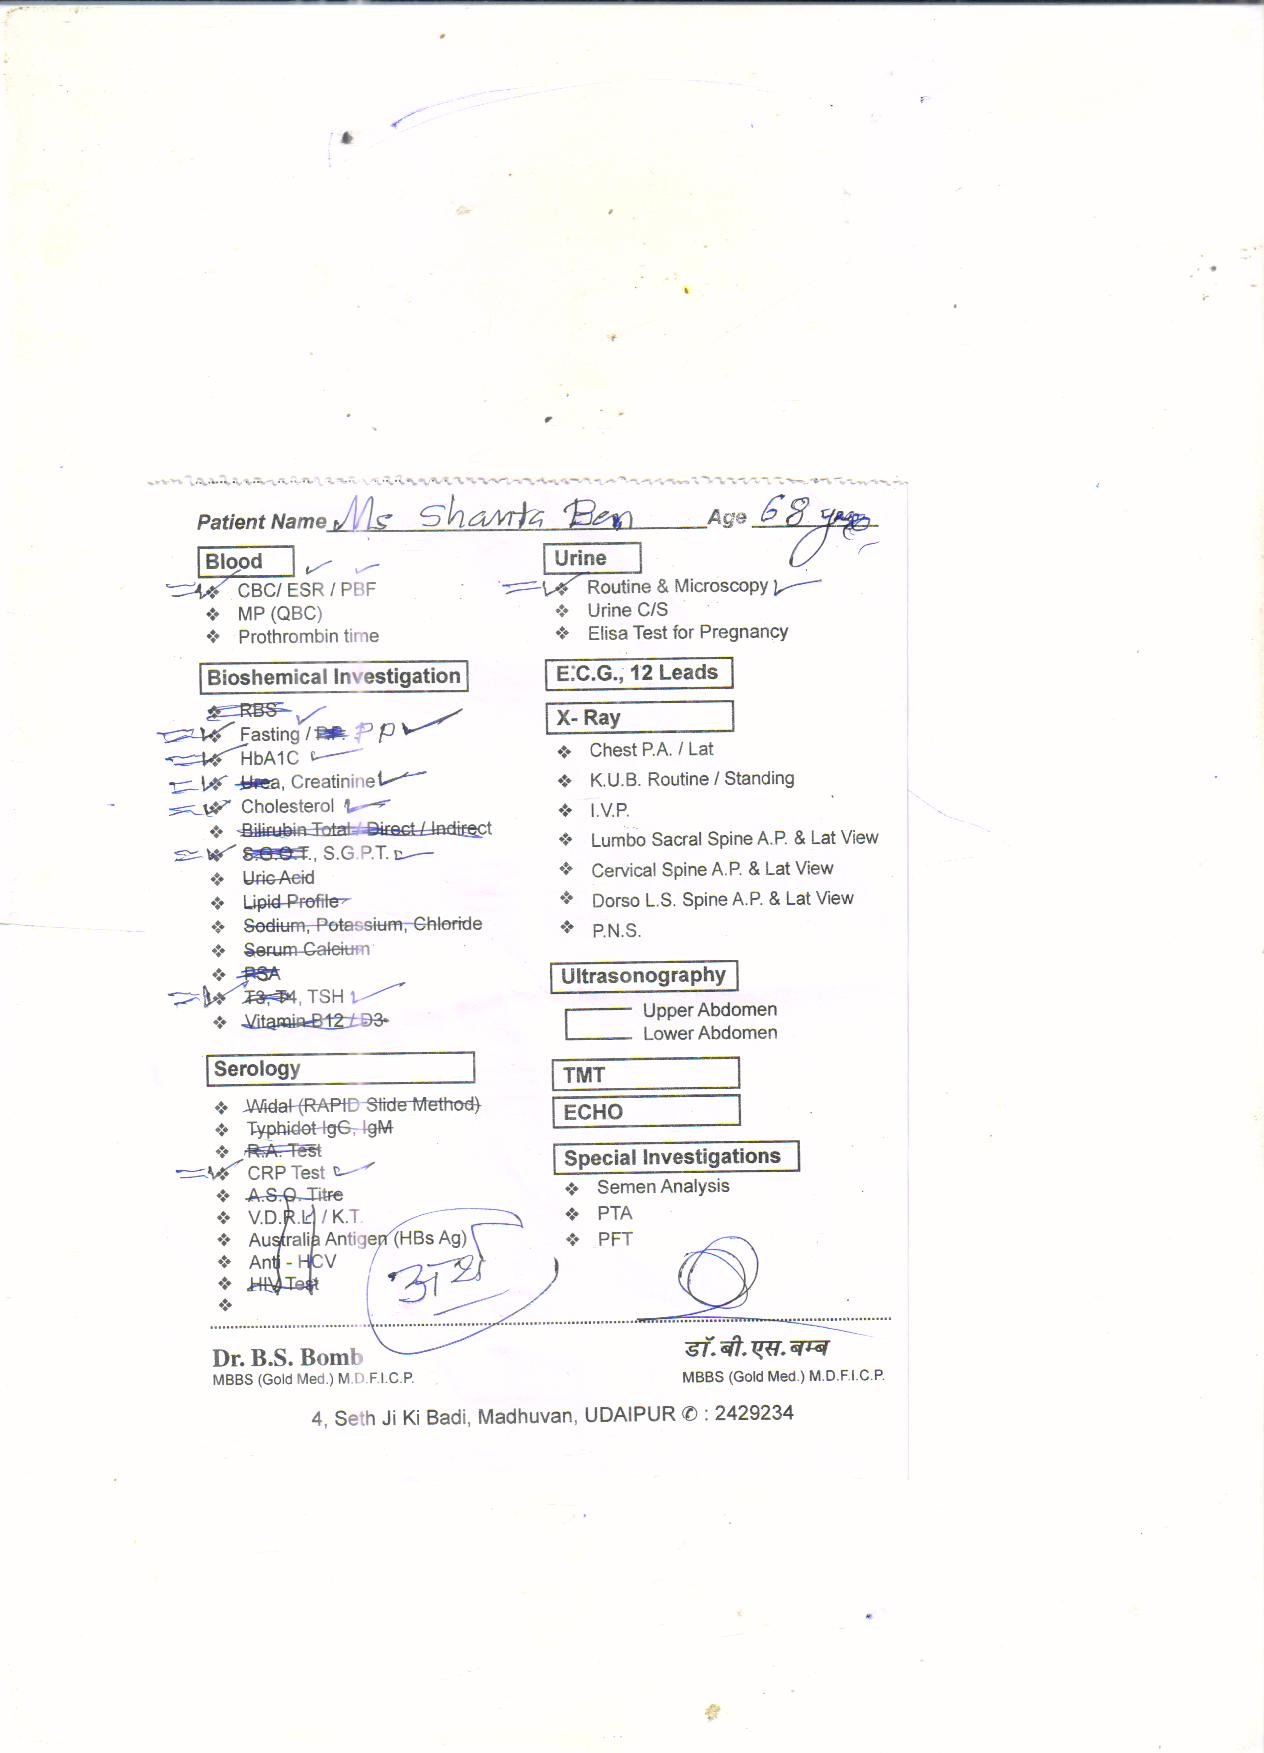 Patient Name Ms Shanta Ben Age 68 years
Blood
CBC/ ESR / PBF
MP (QBC)
Prothrombin time
Bioshemical Investigation
RBS
Fasting / P.P. PP
HbA1C
Urea, Creatinine
Cholesterol
Bilirubin Total / Direct / Indirect
S.G.O.T., S.G.P.T.
Uric Acid
Lipid Profile
Sodium, Potassium, Chloride
Serum Calcium
PSA
T3, T4, TSH
Vitamin B12 / D3
Serology
Widal (RAPID Slide Method)
Typhidot IgG, IgM
R.A. Test
CRP Test
A.S.O. Titre
V.D.R.L / K.T.
Australia Antigen (HBs Ag)
Anti - HCV
HIV Test
Urine
Routine & Microscopy
Urine C/S
Elisa Test for Pregnancy
E.C.G., 12 Leads
X- Ray
Chest P.A. / Lat
K.U.B. Routine / Standing
I.V.P.
Lumbo Sacral Spine A.P. & Lat View
Cervical Spine A.P. & Lat View
Dorso L.S. Spine A.P. & Lat View
P.N.S.
Ultrasonography
Upper Abdomen
Lower Abdomen
TMT
ECHO
Special Investigations
Semen Analysis
PTA
PFT
Dr. B.S. Bomb
MBBS (Gold Med.) M.D.F.I.C.P.
डॉ. बी. एस. बम्ब
MBBS (Gold Med.) M.D.F.I.C.P.
4, Seth Ji Ki Badi, Madhuvan, UDAIPUR ✆ : 2429234